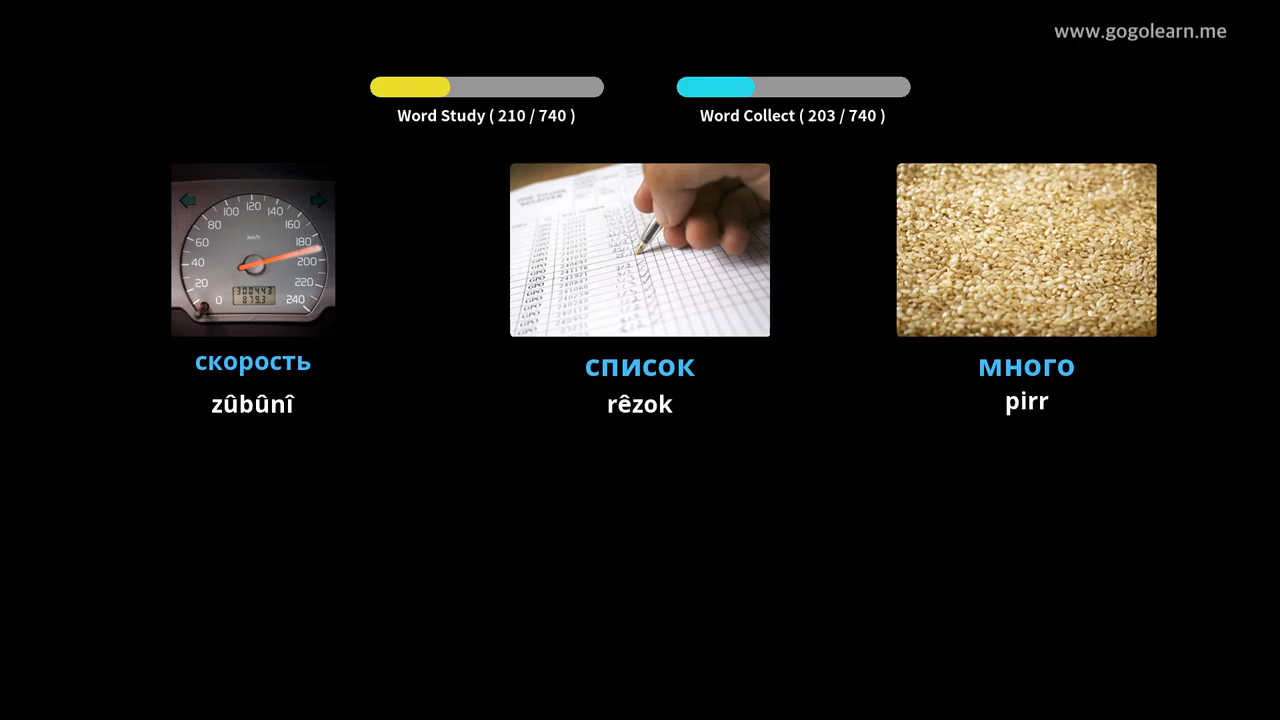 www.gogolearn.me
Word Study ( 210 / 740 )
Word Collect ( 203 / 740 )
скорость
список
много
zûbûnî
rêzok
pirr